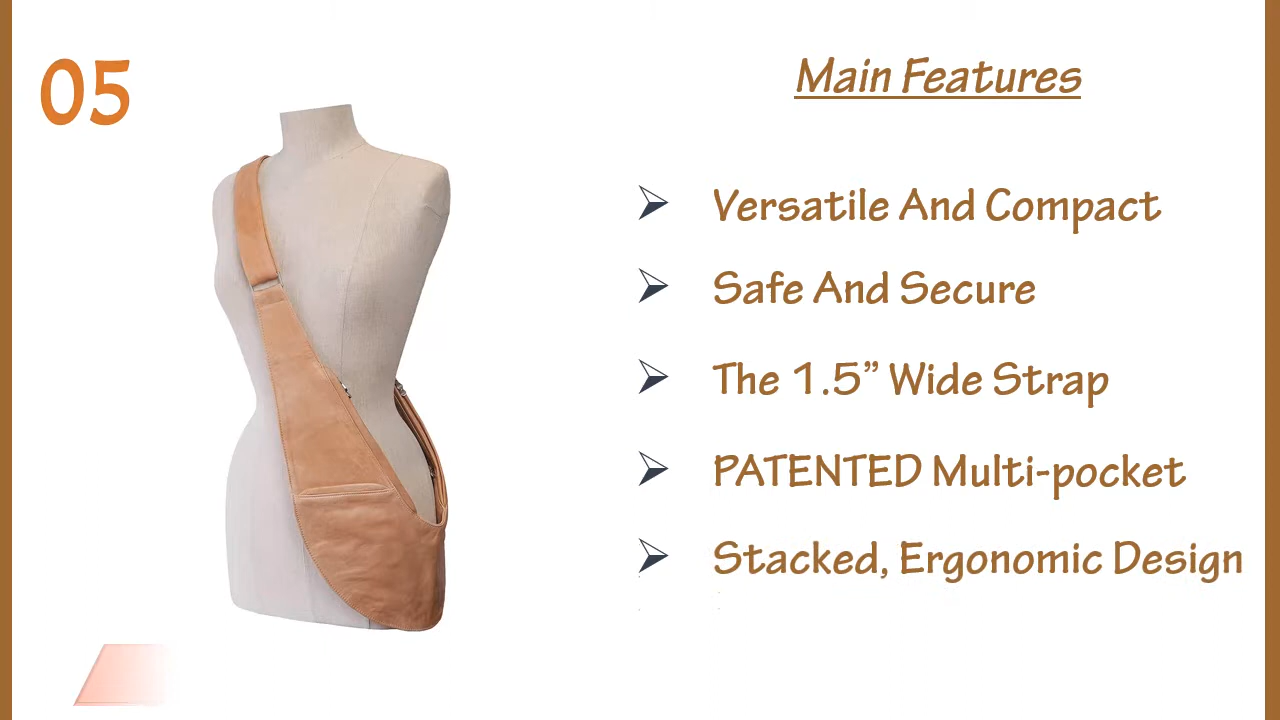 05
Main Features
Versatile And Compact
Safe And Secure
The 1.5” Wide Strap
PATENTED Multi-pocket
Stacked, Ergonomic Design